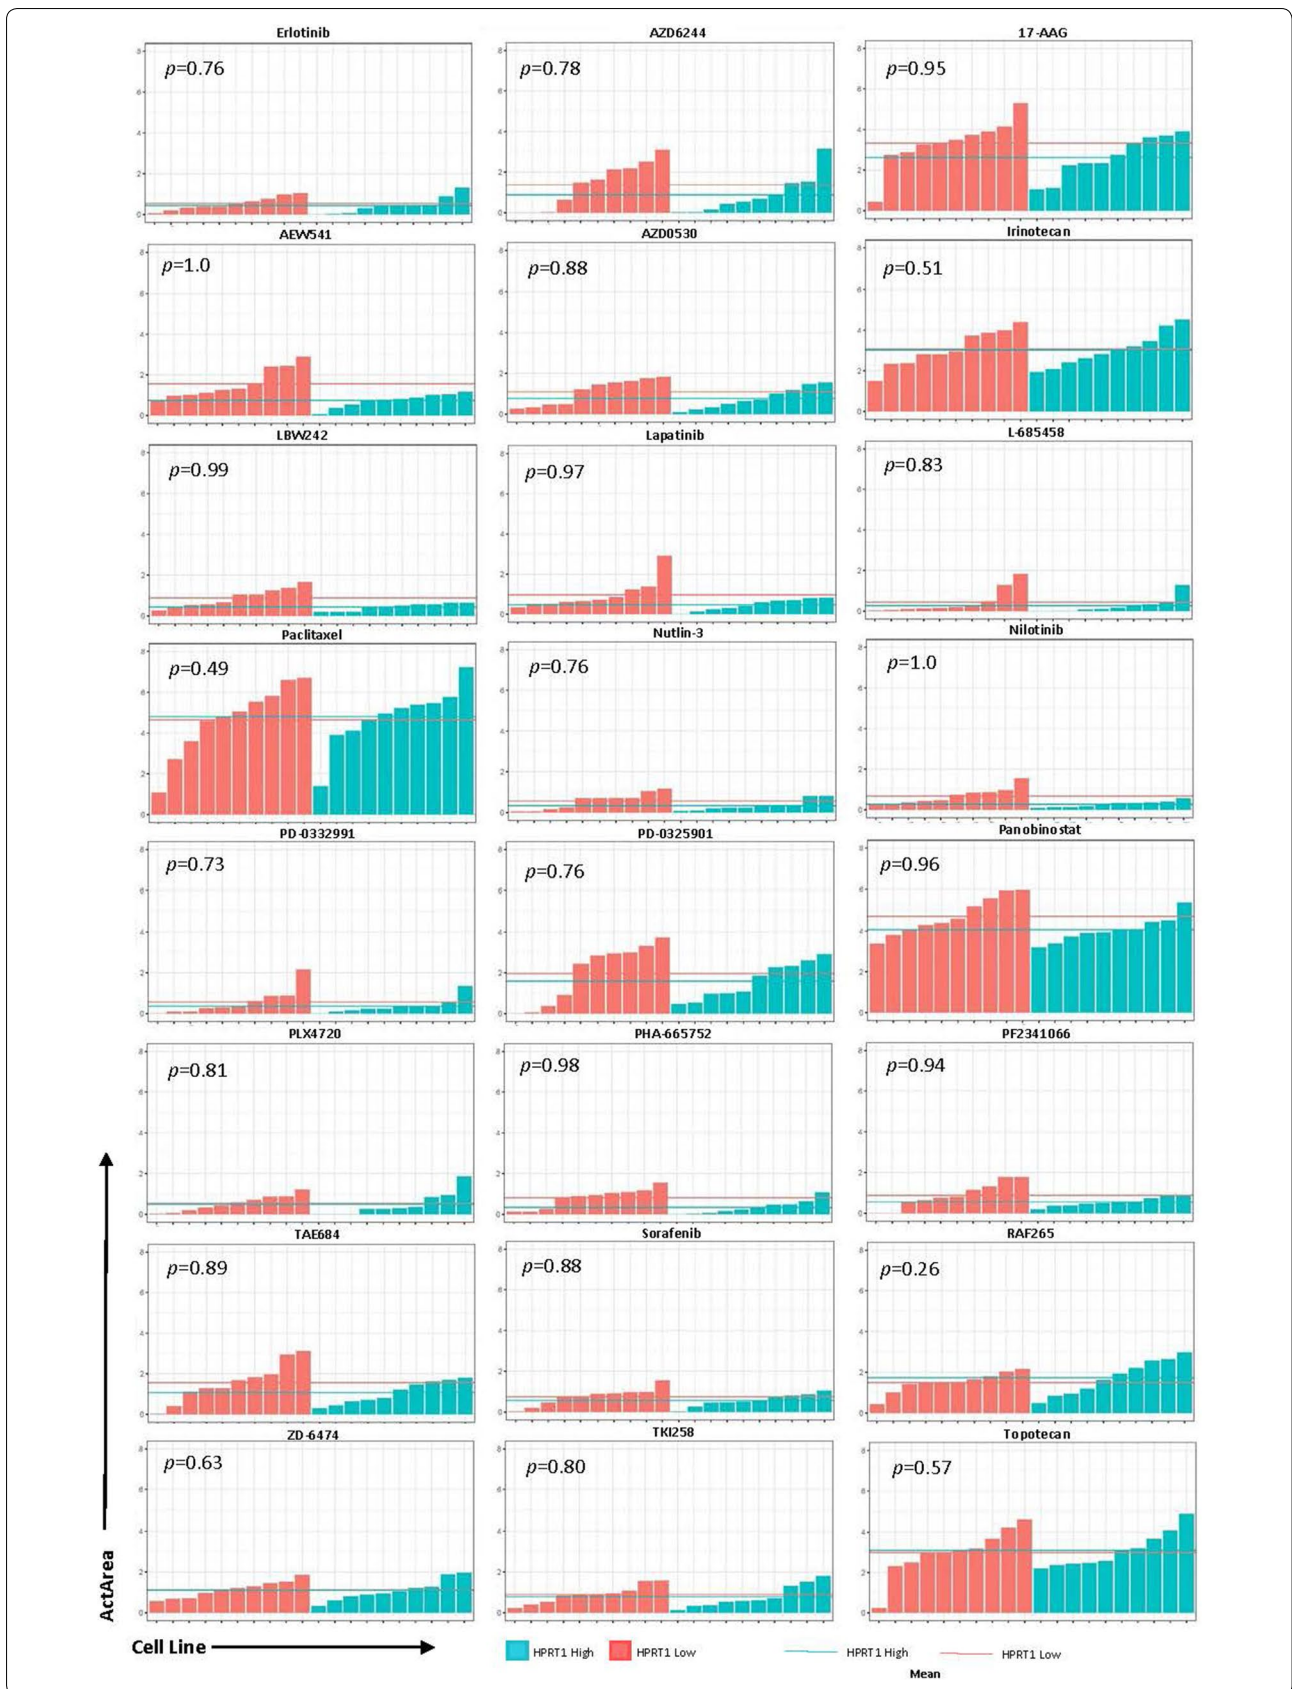 Erlotinib AZD6244 17-AAG
p=0.76 p=0.78 p=0.95
AEW541 AZD0530 Irinotecan
p=1.0 p=0.88 p=0.51
LBW242 Lapatinib L-685458
p=0.99 p=0.97 p=0.83
Paclitaxel Nutlin-3 Nilotinib
p=0.49 p=0.76 p=1.0
PD-0332991 PD-0325901 Panobinostat
p=0.73 p=0.76 p=0.96
PLX4720 PHA-665752 PF2341066
p=0.81 p=0.98 p=0.94
TAE684 Sorafenib RAF265
p=0.89 p=0.88 p=0.26
ZD-6474 TKI258 Topotecan
p=0.63 p=0.80 p=0.57
ActArea
Cell Line
HPRT1 High HPRT1 Low HPRT1 High HPRT1 Low
Mean